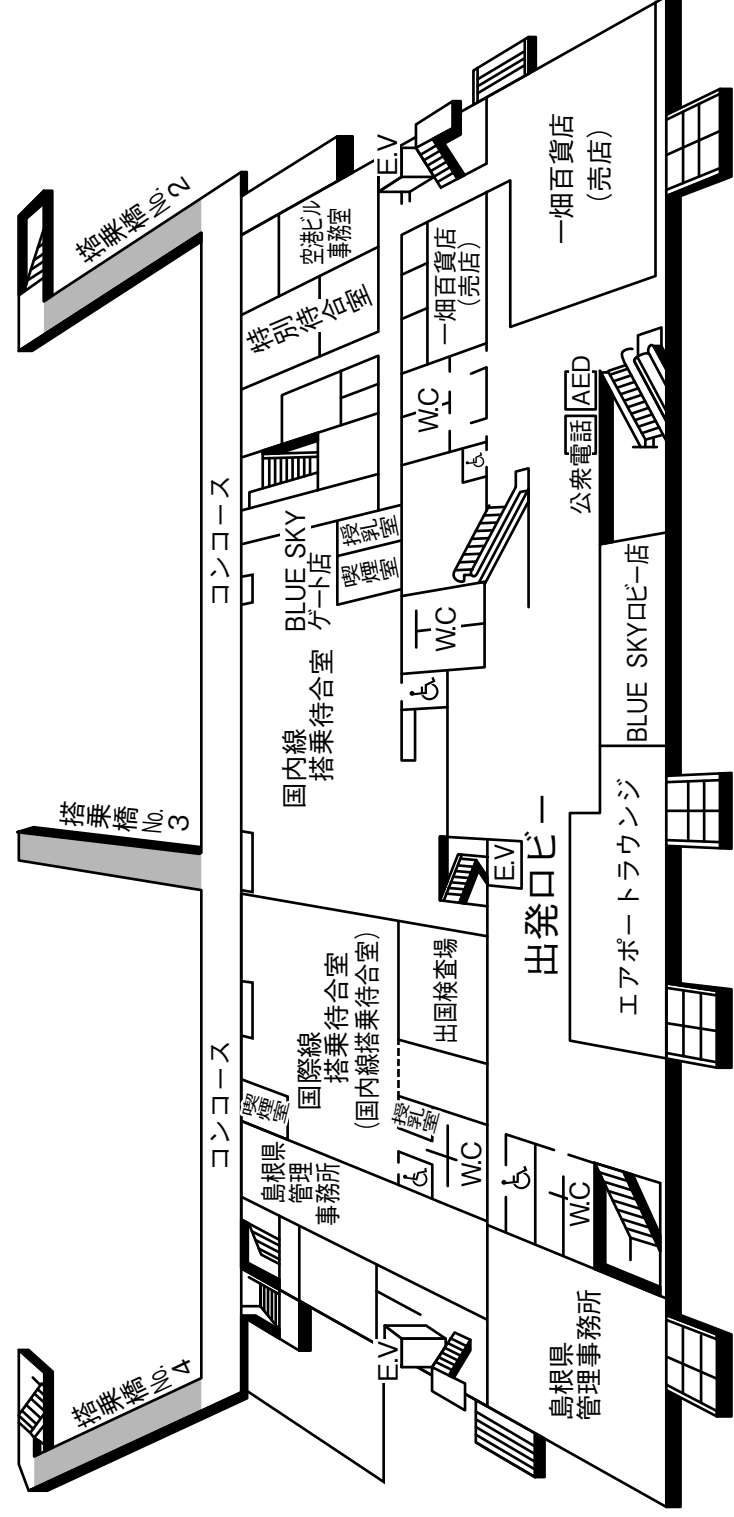 搭乗橋
No.
2
搭乗橋
No.
3
搭乗橋
No.
4
コンコース
コンコース
空港ビル
事務室
特別待合室
E.V
一畑百貨店
(売店)
一畑百貨店
(売店)
W.C
公衆電話
AED
BLUE SKY
ゲート店
授乳室
喫煙室
W.C
国内線
搭乗待合室
BLUE SKYロビー店
エアポートラウンジ
出発ロビー
E.V
国際線
搭乗待合室
(国内線搭乗待合室)
出国検査場
喫煙室
授乳室
島根県
管理
事務所
W.C
W.C
E.V
島根県
管理事務所